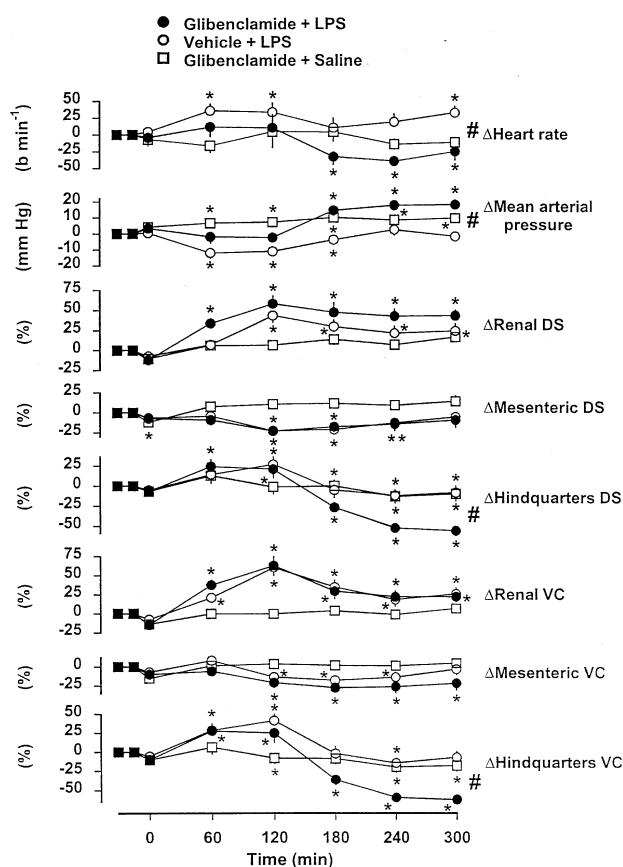 Glibenclamide + LPS
Vehicle + LPS
Glibenclamide + Saline
50
25
0
-25
-50
(b min-1)
* * * * * *
# ΔHeart rate
20
10
0
-10
-20
(mm Hg)
* * * * * * * * * * *
# ΔMean arterial
pressure
75
50
25
0
-25
(%)
* * * * * * * * *
ΔRenal DS
25
0
-25
(%)
* * * * *
ΔMesenteric DS
25
0
-25
-50
(%)
* * * * * * * * * *
# ΔHindquarters DS
75
50
25
0
-25
(%)
* * * * * * * * * *
ΔRenal VC
0
-25
(%)
* * * * * * *
ΔMesenteric VC
50
25
0
-25
-50
(%)
* * * * * * * * * * * *
# ΔHindquarters VC
0 60 120 180 240 300
Time (min)